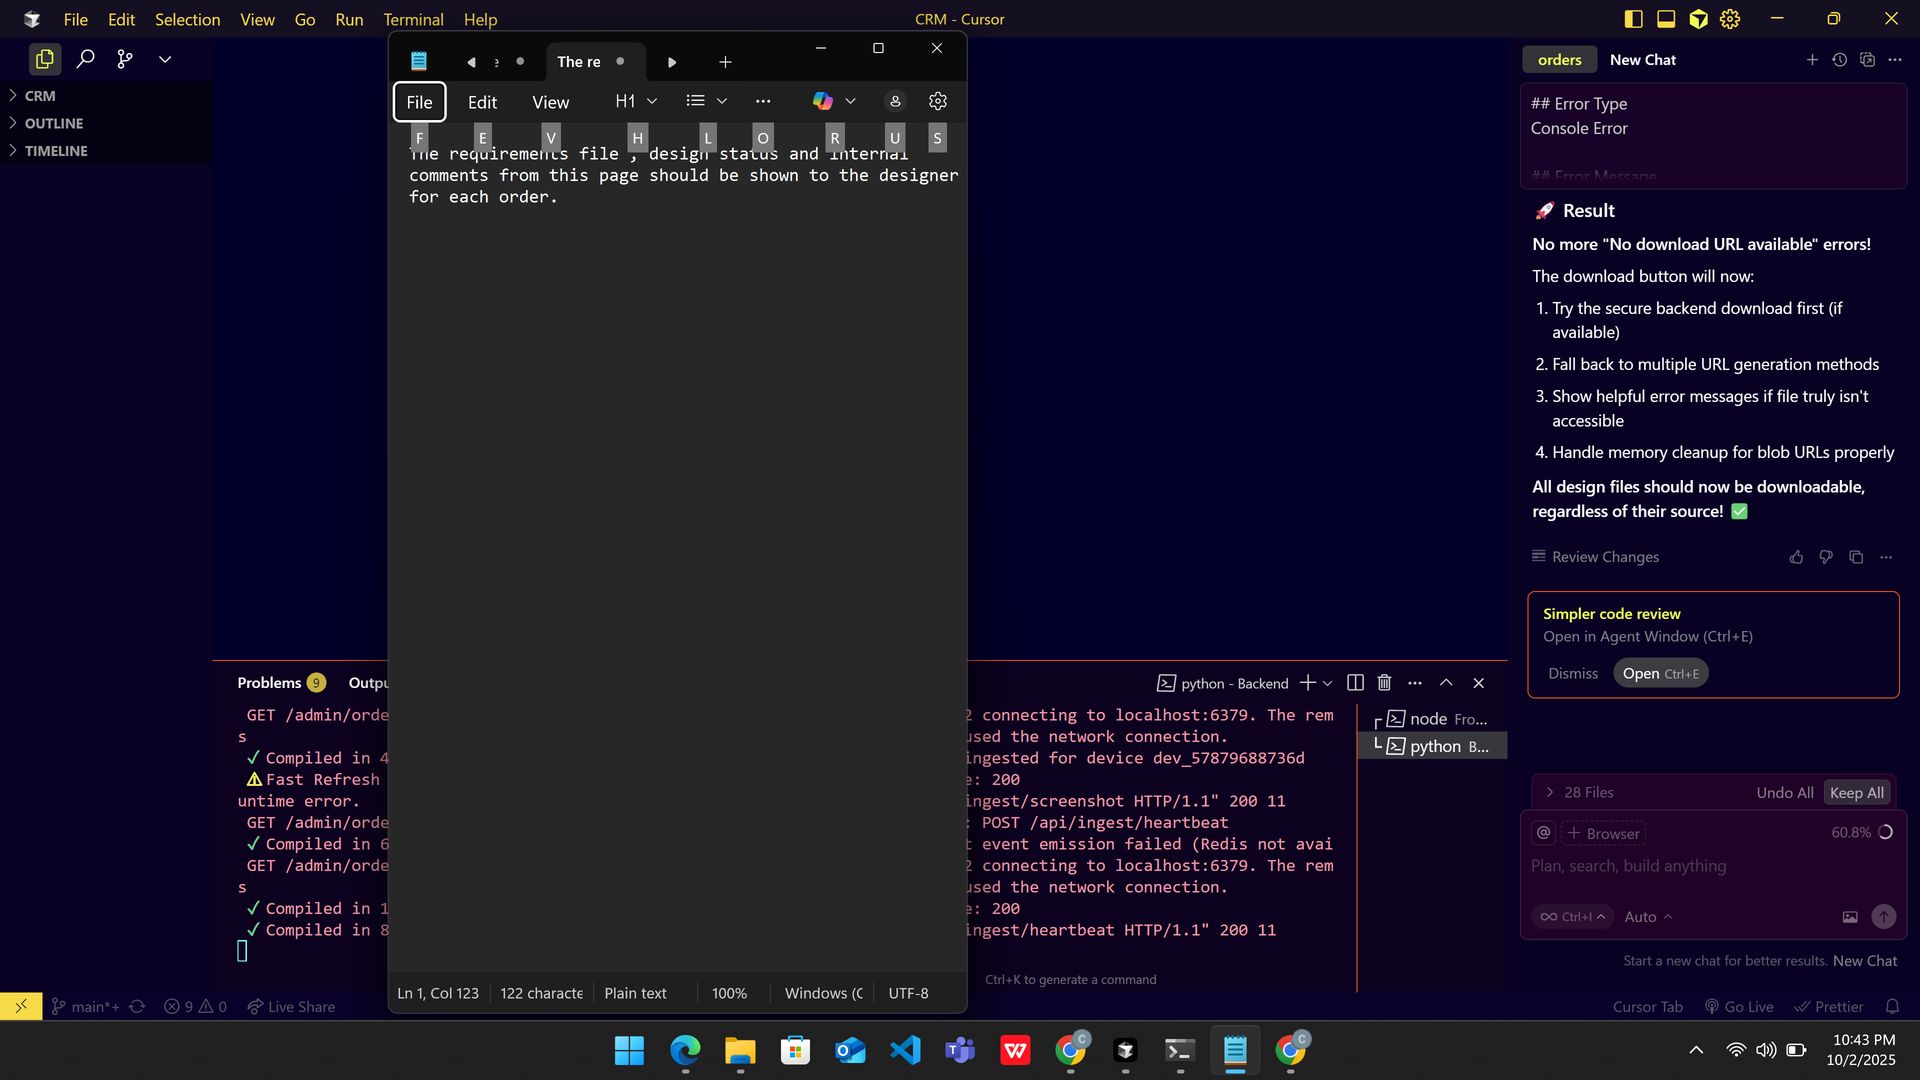 File Edit Selection View Go Run Terminal Help
CRM - Cursor
CRM
OUTLINE
TIMELINE
The re
File Edit View H1
F E V H L O R U S
The requirements file , design status and internal
comments from this page should be shown to the designer
for each order.
Ln 1, Col 123 122 characte Plain text 100% Windows (C UTF-8
Problems 9 Outpu
python - Backend
GET /admin/orde
s
✓ Compiled in 4
⚠ Fast Refresh
untime error.
GET /admin/orde
✓ Compiled in 6
GET /admin/orde
s
✓ Compiled in 1
✓ Compiled in 8
2 connecting to localhost:6379. The rem
used the network connection.
ingested for device dev_57879688736d
e: 200
ingest/screenshot HTTP/1.1" 200 11
: POST /api/ingest/heartbeat
t event emission failed (Redis not avai
2 connecting to localhost:6379. The rem
used the network connection.
e: 200
ingest/heartbeat HTTP/1.1" 200 11
Ctrl+K to generate a command
node Fro...
python B...
orders New Chat
## Error Type
Console Error
## Error Message
🚀 Result
No more "No download URL available" errors!
The download button will now:
1. Try the secure backend download first (if
available)
2. Fall back to multiple URL generation methods
3. Show helpful error messages if file truly isn't
accessible
4. Handle memory cleanup for blob URLs properly
All design files should now be downloadable,
regardless of their source! ✅
Review Changes
Simpler code review
Open in Agent Window (Ctrl+E)
Dismiss Open Ctrl+E
28 Files Undo All Keep All
@ + Browser 60.8%
Plan, search, build anything
∞ Ctrl+I Auto
Start a new chat for better results. New Chat
main*+ 9 0 Live Share
Cursor Tab Go Live Prettier
10:43 PM
10/2/2025